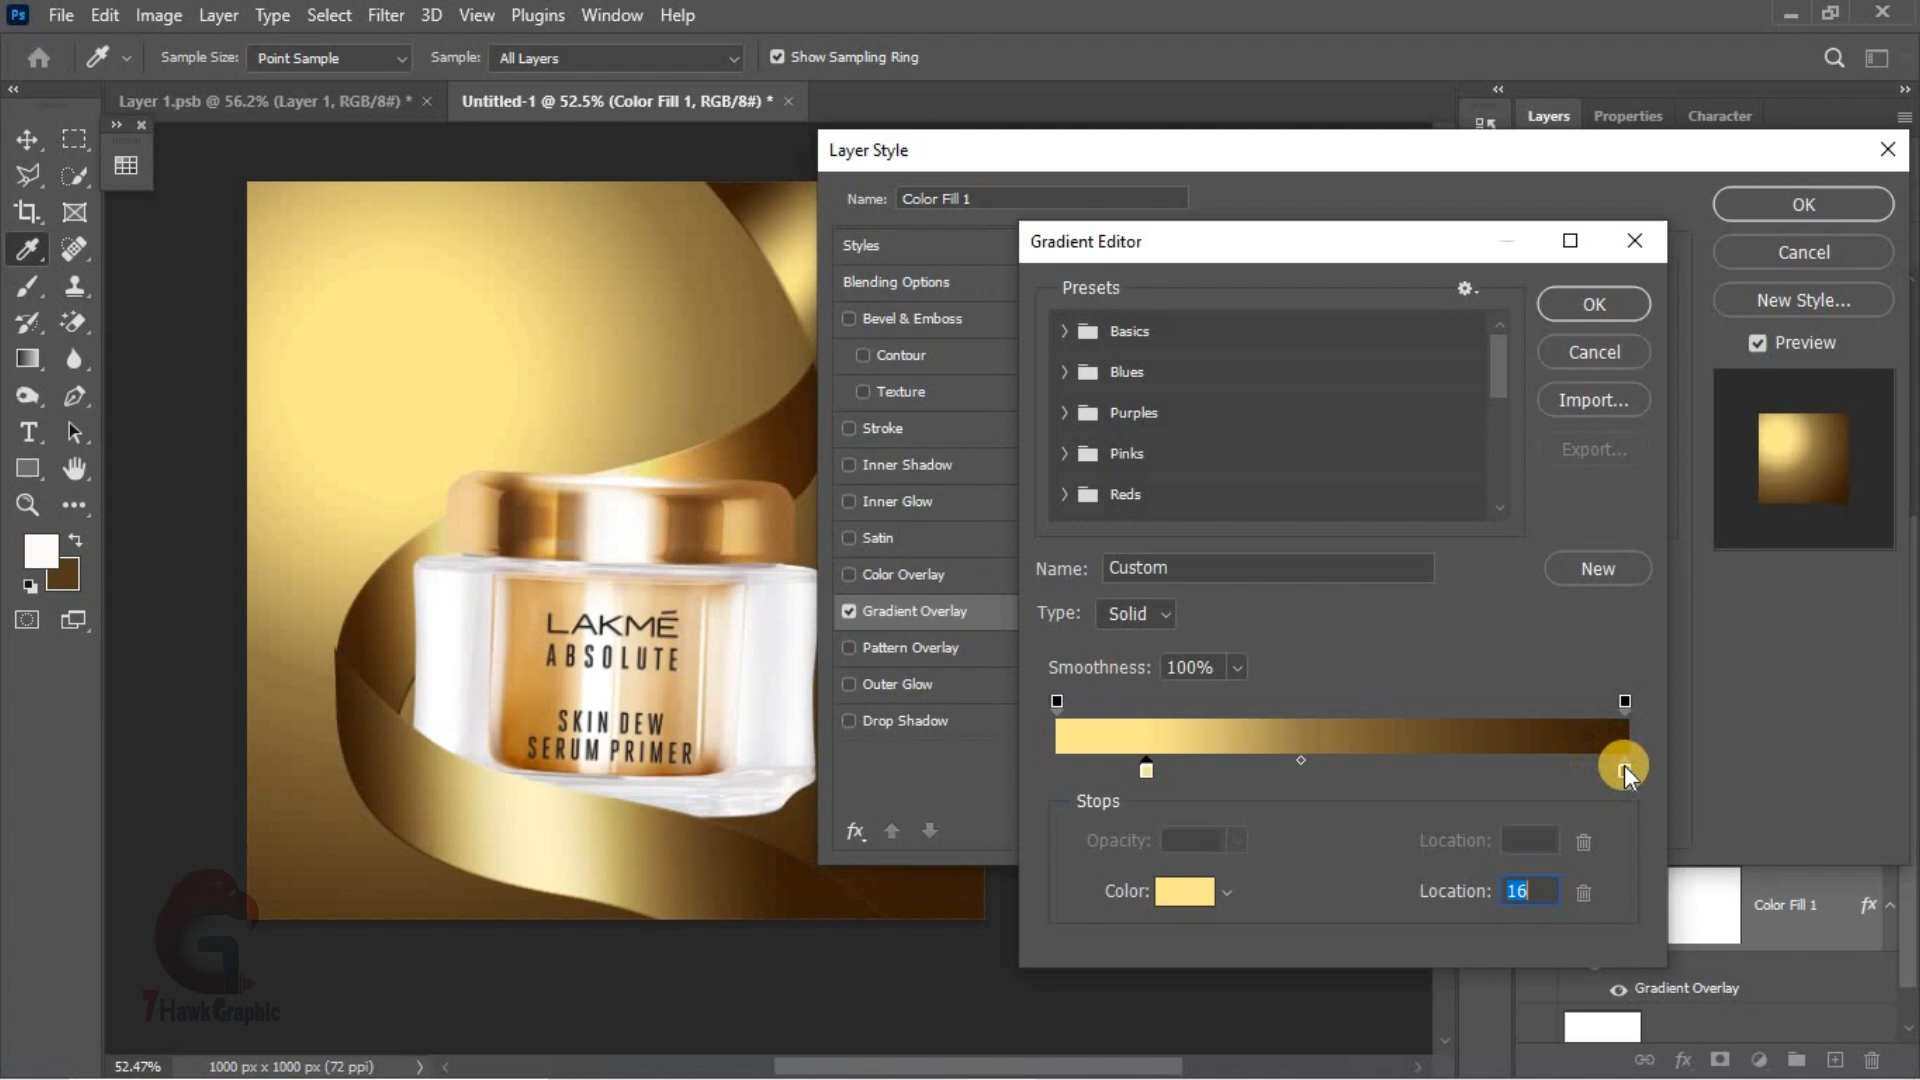 Ps File Edit Image Layer Type Select Filter 3D View Plugins Window Help
Sample Size: Point Sample Sample: All Layers Show Sampling Ring
Layer 1.psb @ 56.2% (Layer 1, RGB/8#) * Untitled-1 @ 52.5% (Color Fill 1, RGB/8#) *
Layers Properties Character
Layer Style
Name: Color Fill 1
Styles
Blending Options
Bevel & Emboss
Contour
Texture
Stroke
Inner Shadow
Inner Glow
Satin
Color Overlay
Gradient Overlay
Pattern Overlay
Outer Glow
Drop Shadow
fx
OK
Cancel
New Style...
Preview
Gradient Editor
Presets
Basics
Blues
Purples
Pinks
Reds
OK
Cancel
Import...
Export...
Name: Custom
New
Type: Solid
Smoothness: 100%
Stops
Opacity: Location:
Color: Location: 16
LAKMÉ
ABSOLUTE
SKIN DEW
SERUM PRIMER
7HawkGraphic
Color Fill 1 fx
Gradient Overlay
52.47% 1000 px x 1000 px (72 ppi)
fx